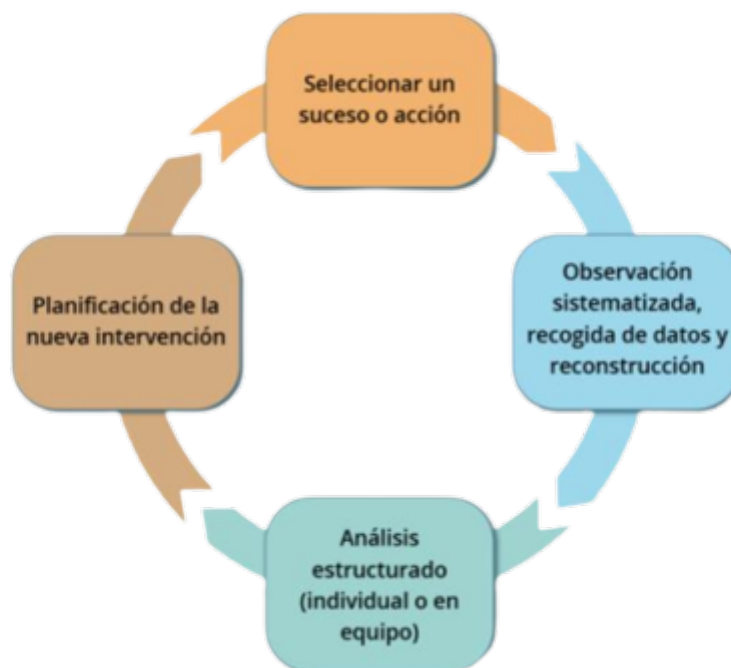 Seleccionar un
suceso o acción
Observación
sistematizada,
recogida de datos y
reconstrucción
Análisis
estructurado
(individual o en
equipo)
Planificación de la
nueva intervención